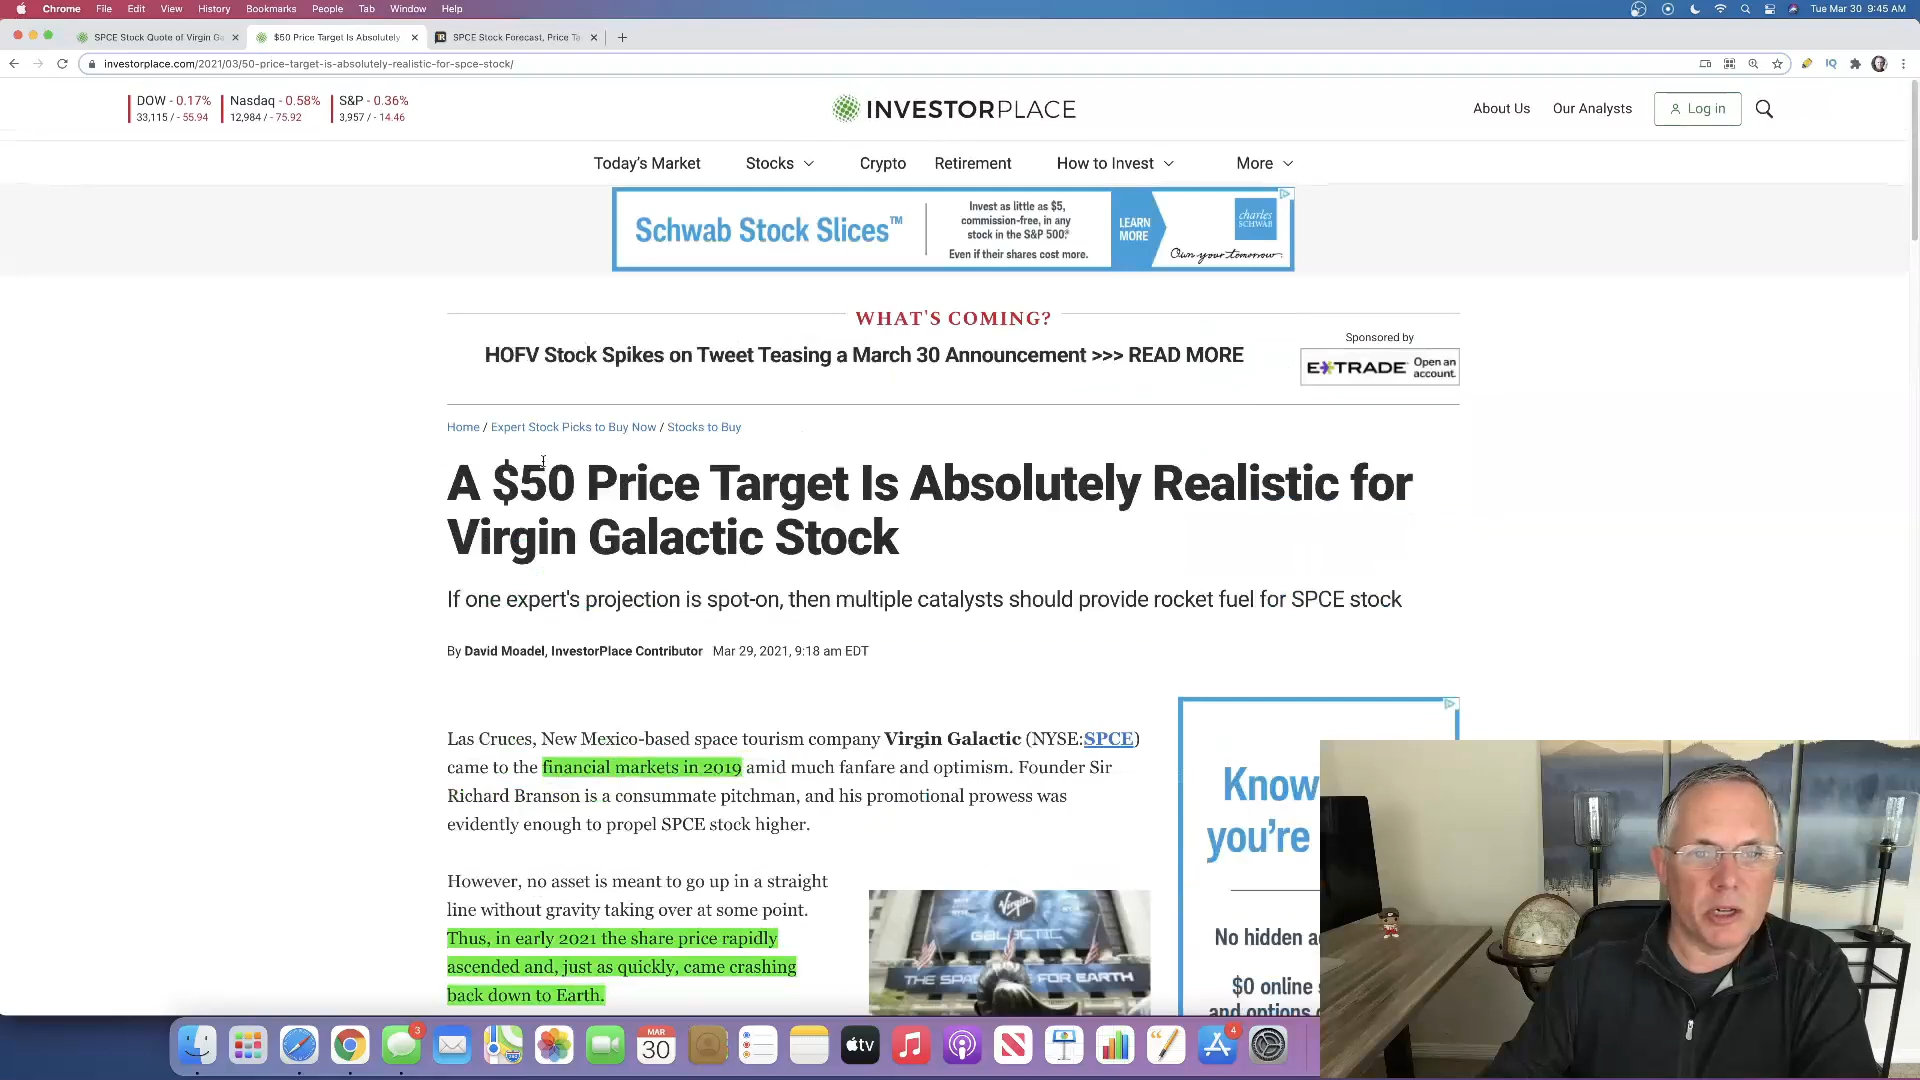 Chrome File Edit View History Bookmarks People Tab Window Help
Tue Mar 30 9:45 AM
SPCE Stock Quote of Virgin Ga
$50 Price Target Is Absolutely
SPCE Stock Forecast, Price Ta
investorplace.com/2021/03/50-price-target-is-absolutely-realistic-for-spce-stock/
DOW - 0.17% Nasdaq - 0.58% S&P - 0.36%
33,115 / - 55.94 12,984 / - 75.92 3,957 / - 14.46
INVESTORPLACE
About Us Our Analysts Log in
Today's Market Stocks Crypto Retirement How to Invest More
Schwab Stock Slices™
Invest as little as $5,
commission-free, in any
stock in the S&P 500.®
Even if their shares cost more.
LEARN
MORE
charles
SCHWAB
Own your tomorrow.
WHAT'S COMING?
HOFV Stock Spikes on Tweet Teasing a March 30 Announcement >>> READ MORE
Sponsored by
E*TRADE Open an
account.
Home / Expert Stock Picks to Buy Now / Stocks to Buy
A $50 Price Target Is Absolutely Realistic for
Virgin Galactic Stock
If one expert's projection is spot-on, then multiple catalysts should provide rocket fuel for SPCE stock
By David Moadel, InvestorPlace Contributor Mar 29, 2021, 9:18 am EDT
Las Cruces, New Mexico-based space tourism company Virgin Galactic (NYSE:SPCE)
came to the financial markets in 2019 amid much fanfare and optimism. Founder Sir
Richard Branson is a consummate pitchman, and his promotional prowess was
evidently enough to propel SPCE stock higher.
However, no asset is meant to go up in a straight
line without gravity taking over at some point.
Thus, in early 2021 the share price rapidly
ascended and, just as quickly, came crashing
back down to Earth.
Virgin
GALACTIC
THE SPA FOR EARTH
Know
you're
No hidden a
$0 online s
and options c
3
MAR
30
tv
4